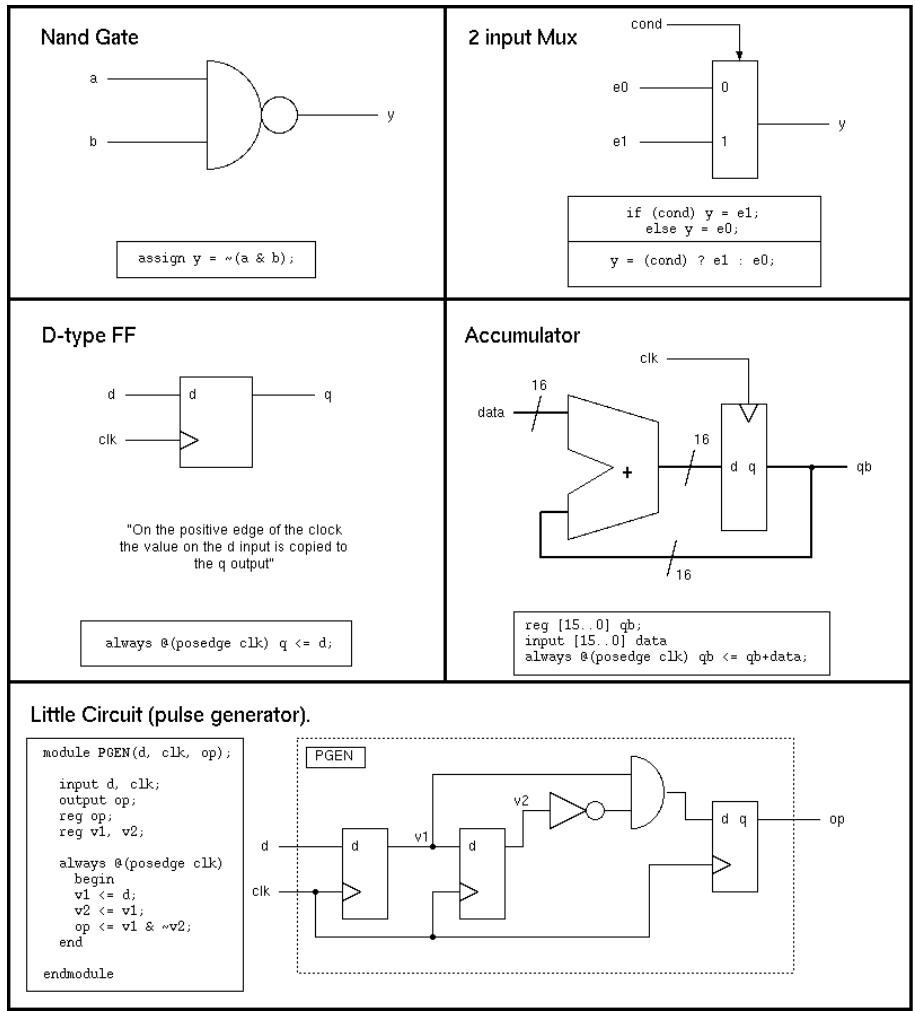 Nand Gate
a
b
y
assign y = ~(a & b);
2 input Mux
cond
e0
0
e1
1
y
if (cond) y = e1;
else y = e0;
y = (cond) ? e1 : e0;
D-type FF
d
d
q
clk
"On the positive edge of the clock
the value on the d input is copied to
the q output"
always @(posedge clk) q <= d;
Accumulator
clk
16
data
16
+
d q
qb
16
reg [15..0] qb;
input [15..0] data
always @(posedge clk) qb <= qb+data;
Little Circuit (pulse generator).
module PGEN(d, clk, op);
input d, clk;
output op;
reg op;
reg v1, v2;
always @(posedge clk)
begin
v1 <= d;
v2 <= v1;
op <= v1 & ~v2;
end
endmodule
PGEN
v2
d q
op
v1
d
d
d
clk